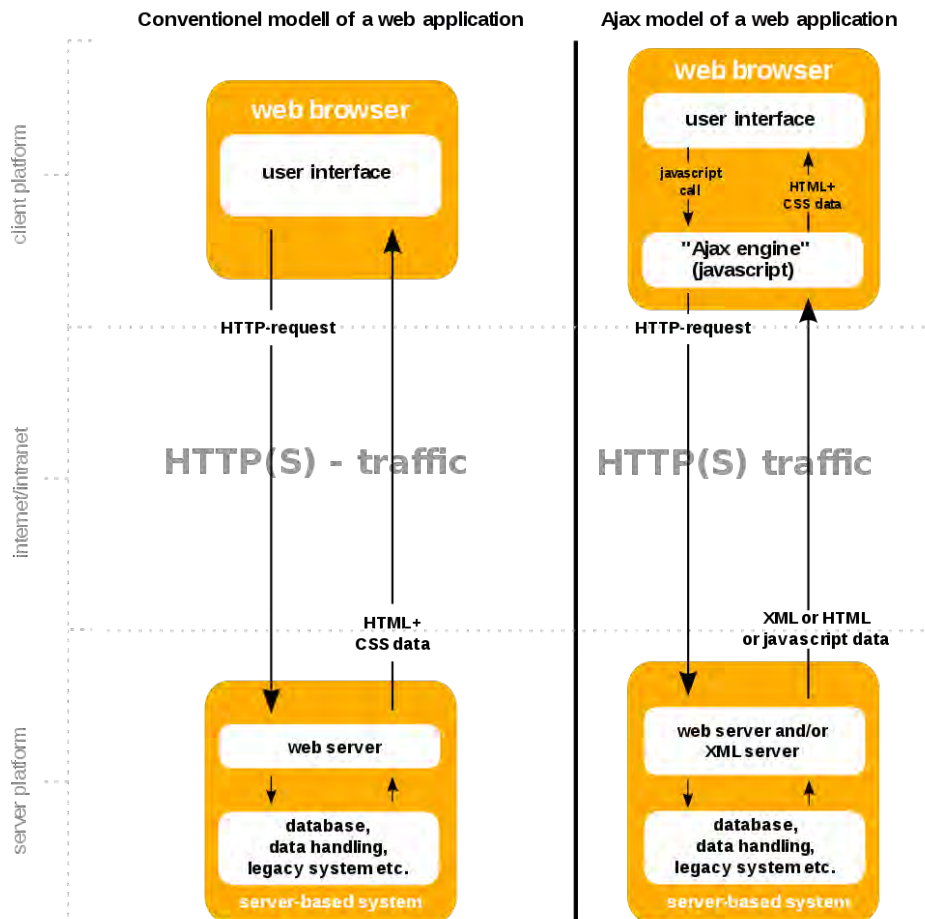 Conventionel modell of a web application
Ajax model of a web application
client platform
internet/intranet
server platform
web browser
user interface
HTTP-request
HTTP(S) - traffic
HTML+
CSS data
web server
database,
data handling,
legacy system etc.
server-based system
web browser
user interface
javascript
call
HTML+
CSS data
"Ajax engine"
(javascript)
HTTP-request
HTTP(S) traffic
XML or HTML
or javascript data
web server and/or
XML server
database,
data handling,
legacy system etc.
server-based system